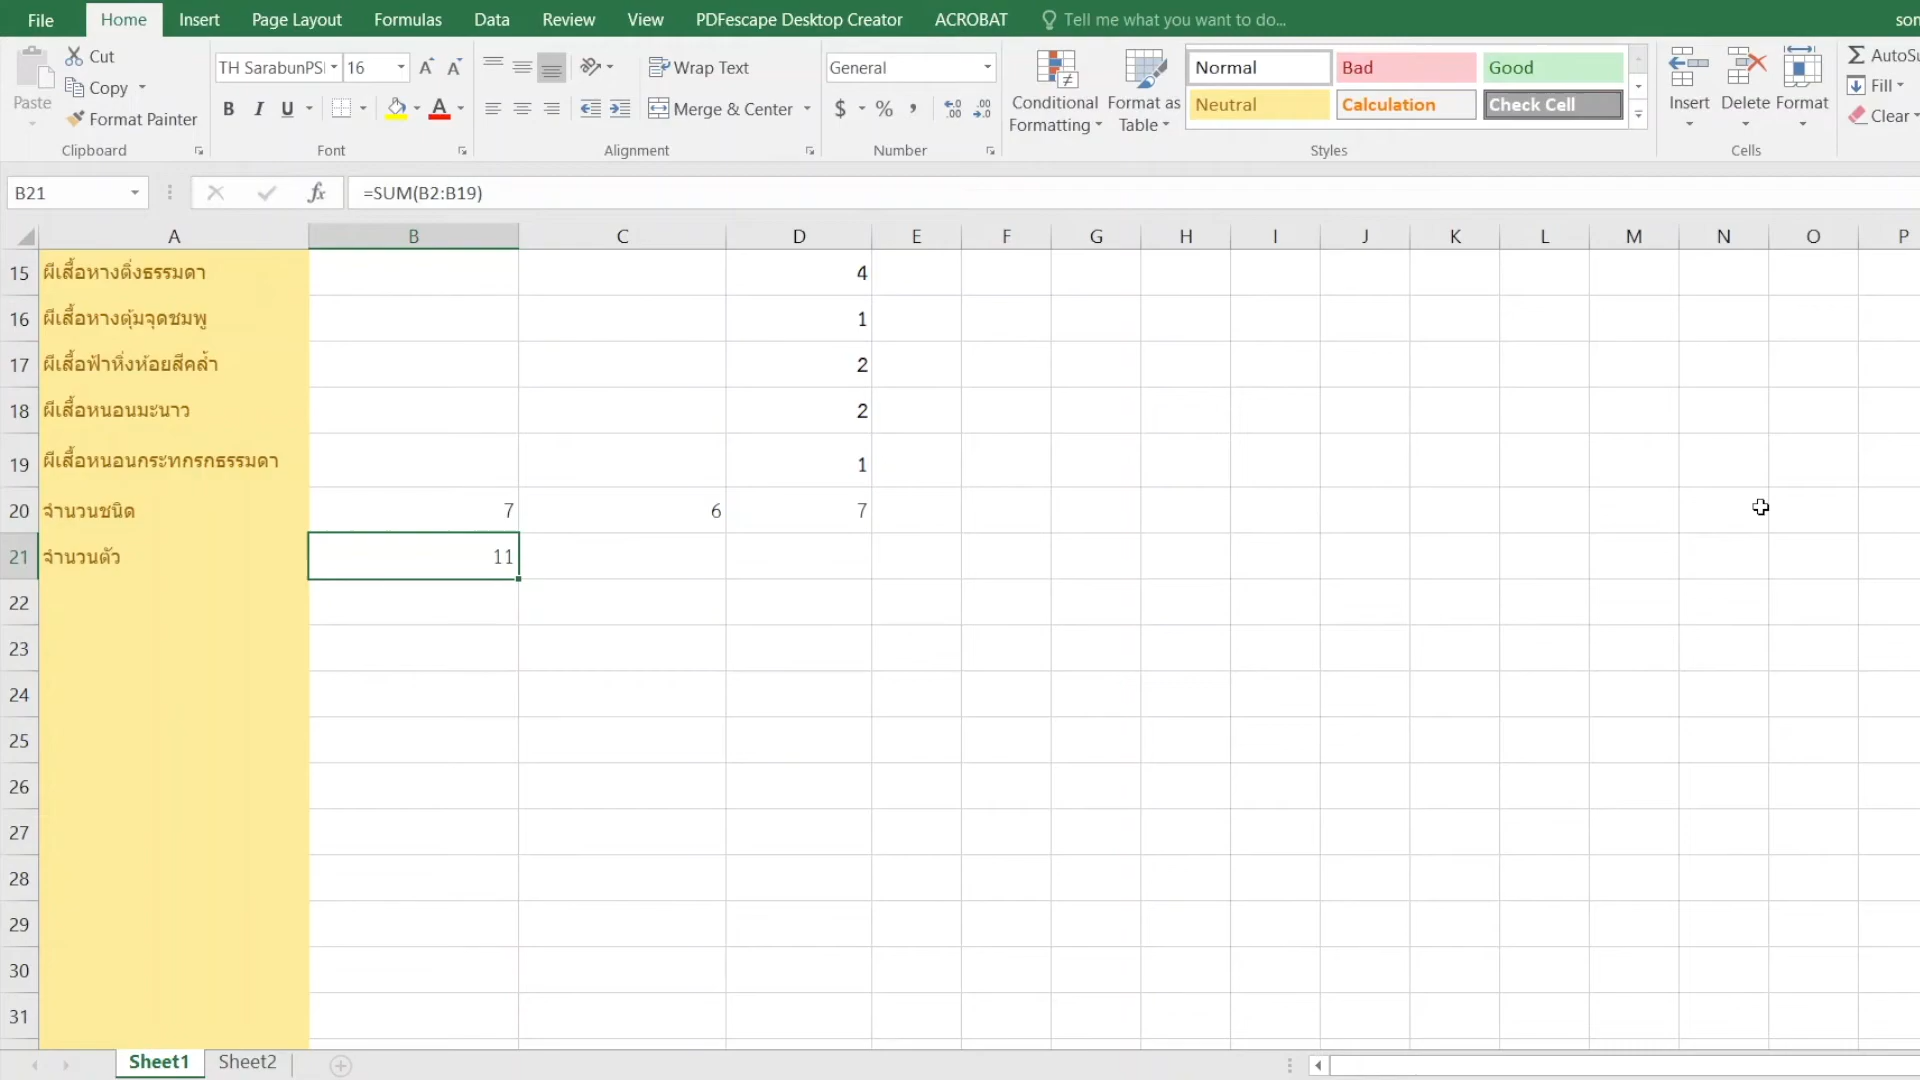 File Home Insert Page Layout Formulas Data Review View PDFescape Desktop Creator ACROBAT Tell me what you want to do...
Cut
Copy
Format Painter
Paste
Clipboard
TH SarabunPS 16
B I U
Font
Wrap Text
Merge & Center
Alignment
General
$ % ,
Number
Conditional Formatting
Format as Table
Normal Bad Good
Neutral Calculation Check Cell
Styles
Insert Delete Format
Cells
Fill
Clear
B21 fx =SUM(B2:B19)
A B C D E F G H I J K L M N O P
15 ผีเสื้อหางติ่งธรรมดา 4
16 ผีเสื้อหางตุ้มจุดชมพู 1
17 ผีเสื้อฟ้าหิ่งห้อยสีคล้ำ 2
18 ผีเสื้อหนอนมะนาว 2
19 ผีเสื้อหนอนกระทกรกธรรมดา 1
20 จำนวนชนิด 7 6 7
21 จำนวนตัว 11
22
23
24
25
26
27
28
29
30
31
Sheet1 Sheet2